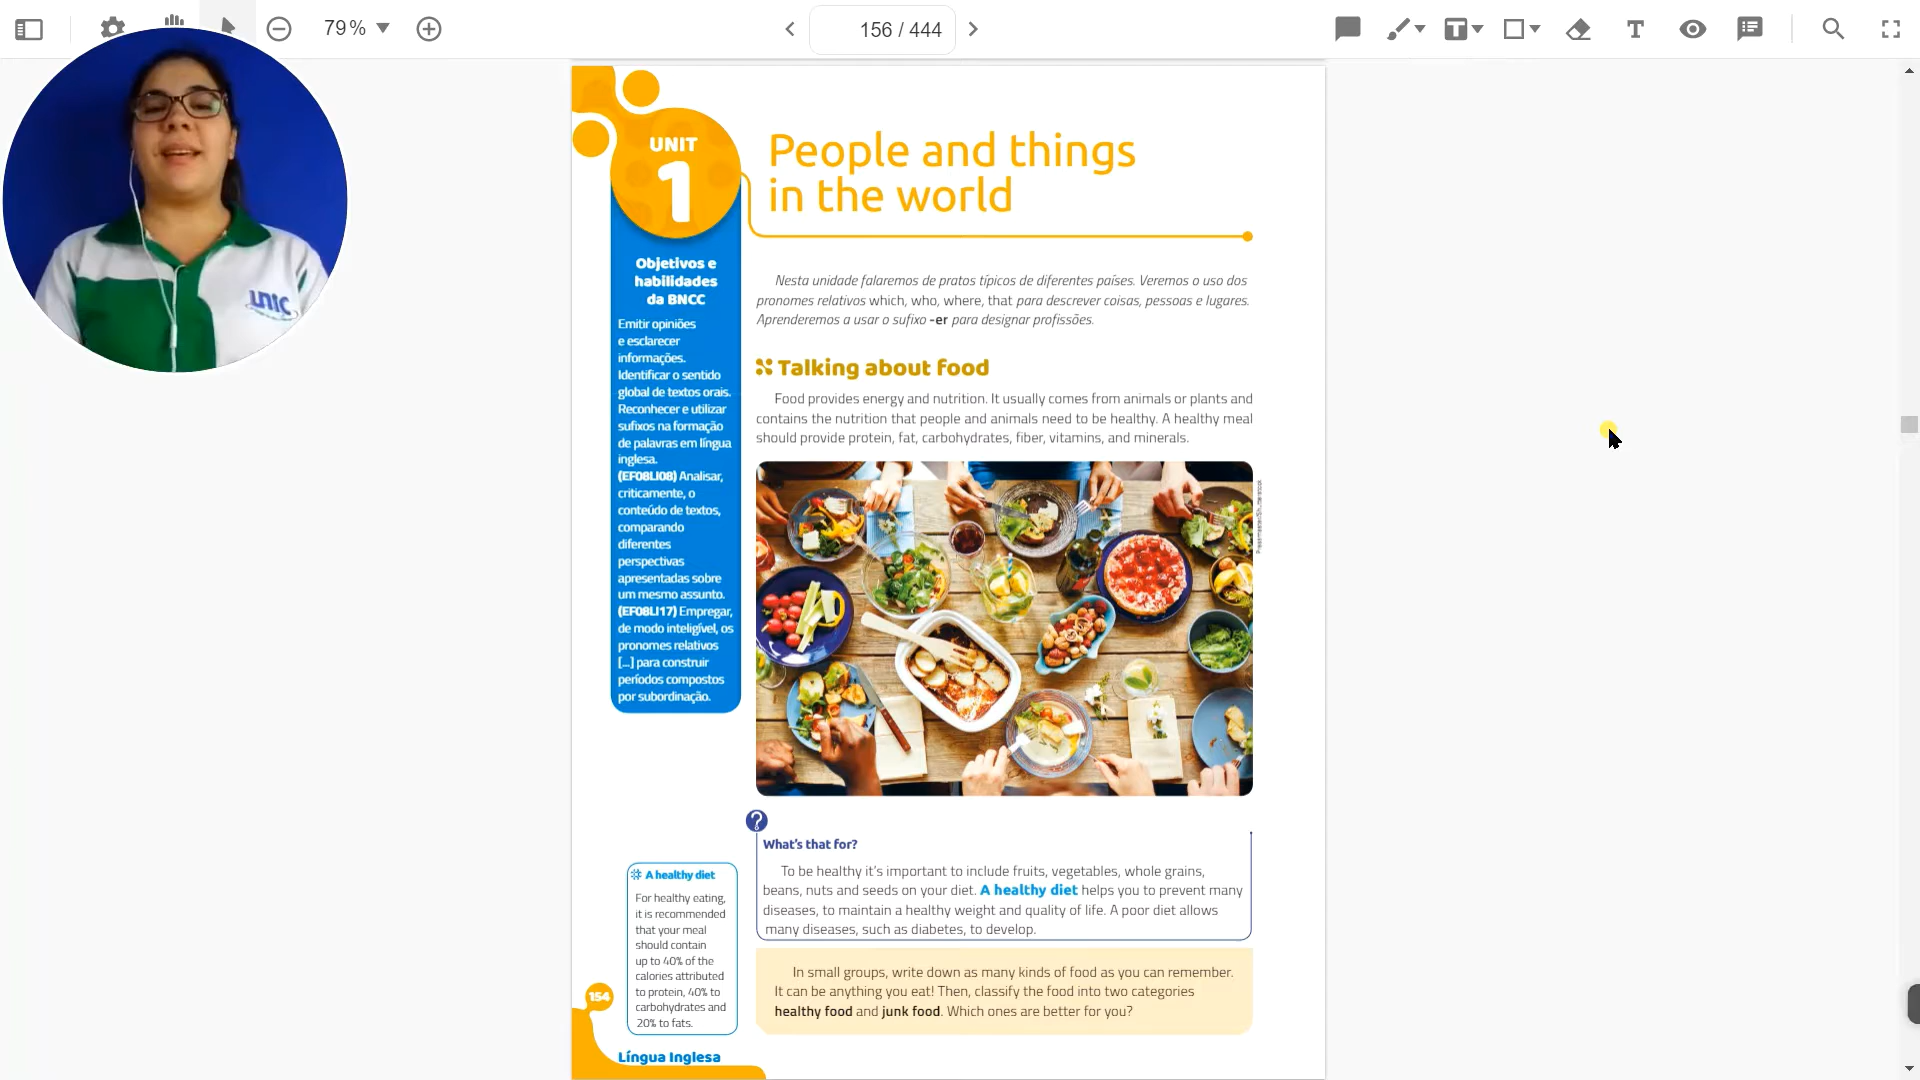 79%
156 / 444
UNIT
1
People and things
in the world
Objetivos e
habilidades
da BNCC
Emitir opiniões
e esclarecer
informações.
Identificar o sentido
global de textos orais.
Reconhecer e utilizar
sufixos na formação
de palavras em língua
inglesa.
(EF08LI08) Analisar,
criticamente, o
conteúdo de textos,
comparando
diferentes
perspectivas
apresentadas sobre
um mesmo assunto.
(EF08LI17) Empregar,
de modo inteligível, os
pronomes relativos
[...] para construir
períodos compostos
por subordinação.
Nesta unidade falaremos de pratos típicos de diferentes países. Veremos o uso dos
pronomes relativos which, who, where, that para descrever coisas, pessoas e lugares.
Aprenderemos a usar o sufixo -er para designar profissões.
Talking about food
Food provides energy and nutrition. It usually comes from animals or plants and
contains the nutrition that people and animals need to be healthy. A healthy meal
should provide protein, fat, carbohydrates, fiber, vitamins, and minerals.
?
What's that for?
To be healthy it's important to include fruits, vegetables, whole grains,
beans, nuts and seeds on your diet. A healthy diet helps you to prevent many
diseases, to maintain a healthy weight and quality of life. A poor diet allows
many diseases, such as diabetes, to develop.
A healthy diet
For healthy eating,
it is recommended
that your meal
should contain
up to 40% of the
calories attributed
to protein, 40% to
carbohydrates and
20% to fats.
In small groups, write down as many kinds of food as you can remember.
It can be anything you eat! Then, classify the food into two categories
healthy food and junk food. Which ones are better for you?
154
Língua Inglesa